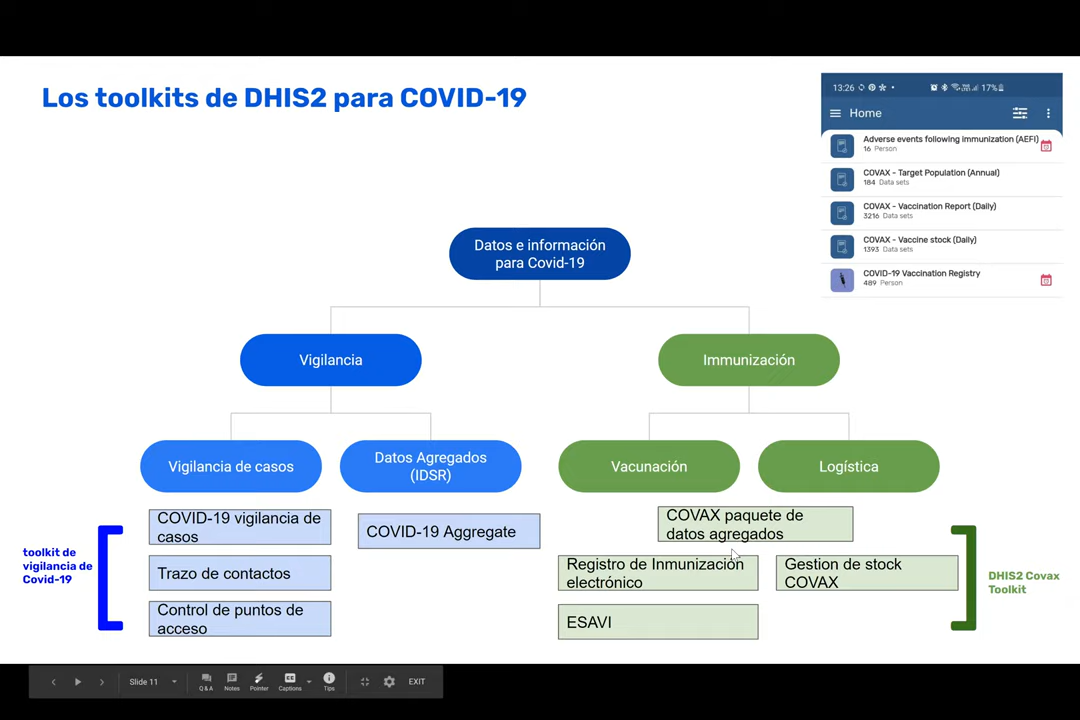 Los toolkits de DHIS2 para COVID-19
13:26
17%
Home
Adverse events following immunization (AEFI)
16 Person
COVAX - Target Population (Annual)
184 Data sets
COVAX - Vaccination Report (Daily)
3216 Data sets
COVAX - Vaccine stock (Daily)
1393 Data sets
COVID-19 Vaccination Registry
489 Person
Datos e información
para Covid-19
Vigilancia
Immunización
Vigilancia de casos
Datos Agregados
(IDSR)
Vacunación
Logística
COVID-19 vigilancia de
casos
Trazo de contactos
Control de puntos de
acceso
COVID-19 Aggregate
COVAX paquete de
datos agregados
Registro de Inmunización
electrónico
Gestion de stock
COVAX
ESAVI
toolkit de
vigilancia de
Covid-19
DHIS2 Covax
Toolkit
Slide 11
Q & A
Notes
Pointer
CC
Captions
Tips
EXIT